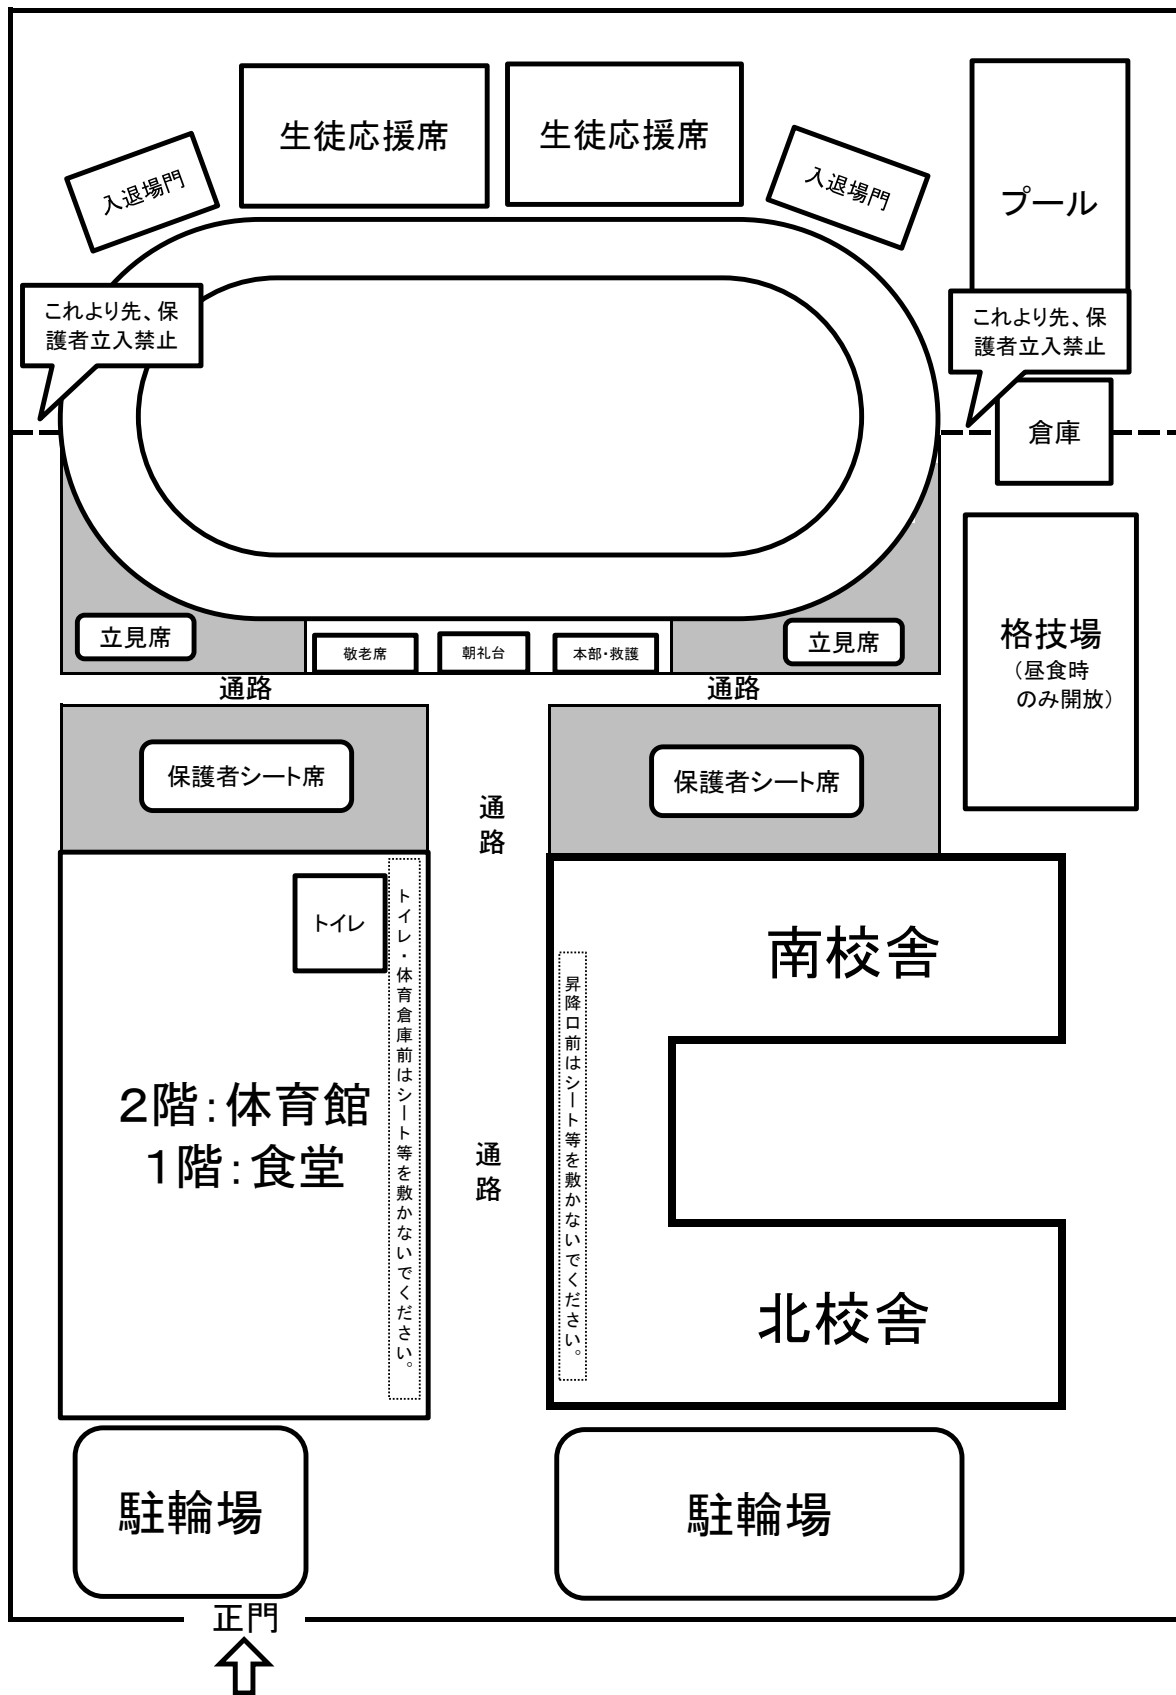 生徒応援席
生徒応援席
入退場門
入退場門
プール
これより先、保
護者立入禁止
これより先、保
護者立入禁止
倉庫
格技場
（昼食時
のみ開放）
立見席
敬老席
朝礼台
本部・救護
立見席
通路
通路
保護者シート席
保護者シート席
通路
トイレ
トイレ・体育倉庫前はシート等を敷かないでください。
南校舎
昇降口前はシート等を敷かないでください。
２階：体育館
１階：食堂
通路
北校舎
駐輪場
駐輪場
正門